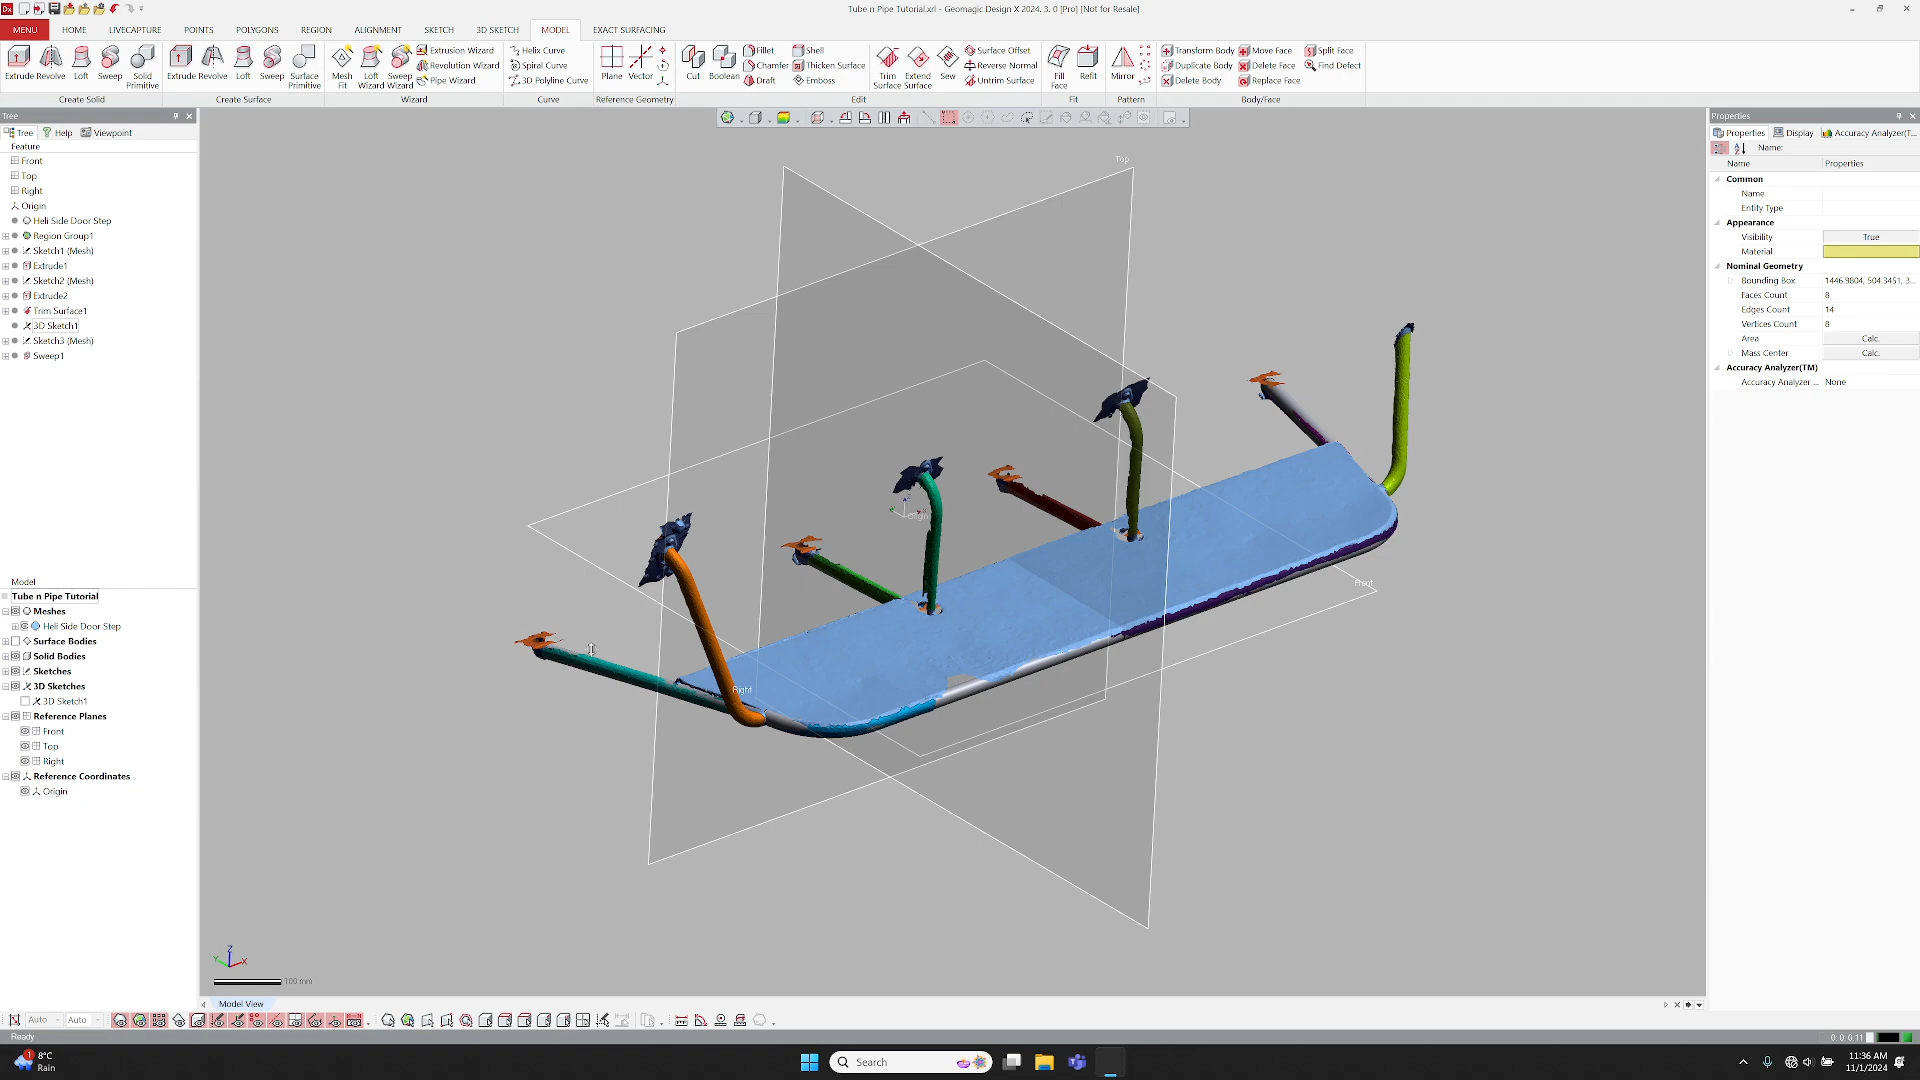 Tube n Pipe Tutorial.xrl - Geomagic Design X 2024. 3. 0 [Pro] [Not for Resale]
MENU HOME LIVECAPTURE POINTS POLYGONS REGION ALIGNMENT SKETCH 3D SKETCH MODEL EXACT SURFACING
Extrude Revolve Loft Sweep Solid Primitive
Create Solid
Extrude Revolve Loft Sweep Surface Primitive
Create Surface
Mesh Fit Loft Wizard Sweep Wizard
Extrusion Wizard
Revolution Wizard
Pipe Wizard
Wizard
Helix Curve
Spiral Curve
3D Polyline Curve
Curve
Plane Vector
Reference Geometry
Cut Boolean
Fillet
Chamfer
Draft
Shell
Thicken Surface
Emboss
Trim Surface Extend Surface Sew
Surface Offset
Reverse Normal
Untrim Surface
Edit
Fill Face Refit
Fit
Mirror
Pattern
Transform Body Move Face Split Face
Duplicate Body Delete Face Find Defect
Delete Body Replace Face
Body/Face
Tree
Tree Help Viewpoint
Feature
Front
Top
Right
Origin
Heli Side Door Step
Region Group1
Sketch1 (Mesh)
Extrude1
Sketch2 (Mesh)
Extrude2
Trim Surface1
3D Sketch1
Sketch3 (Mesh)
Sweep1
Model
Tube n Pipe Tutorial
Meshes
Heli Side Door Step
Surface Bodies
Solid Bodies
Sketches
3D Sketches
3D Sketch1
Reference Planes
Front
Top
Right
Reference Coordinates
Origin
Top
Origin
Front
Right
Z
Y
X
100 mm
Model View
Properties
Properties Display Accuracy Analyzer(T...
Name:
Name Properties
Common
Name
Entity Type
Appearance
Visibility True
Material
Nominal Geometry
Bounding Box 1446.9804, 504.3451, 3...
Faces Count 8
Edges Count 14
Vertices Count 8
Area Calc.
Mass Center Calc.
Accuracy Analyzer(TM)
Accuracy Analyzer ... None
Auto Auto
Ready
0: 0: 0.11
8°C
Rain
1
Search
11:36 AM
11/1/2024